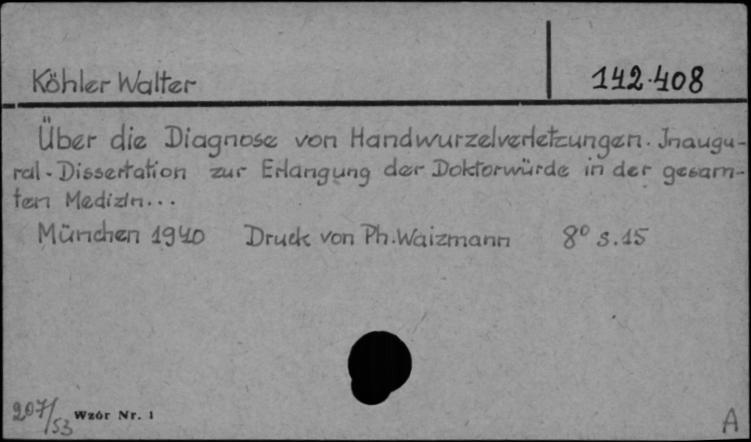 Köhler Walter
142.408
Über die Diagnose von Handwurzelverletzungen. Inaugu-
ral-Dissertation zur Erlangung der Doktorwürde in der gesam-
ten Medizin...
München 1940 Druck von Ph. Waizmann 8° s. 15
207/53 Wzór Nr. 1
A